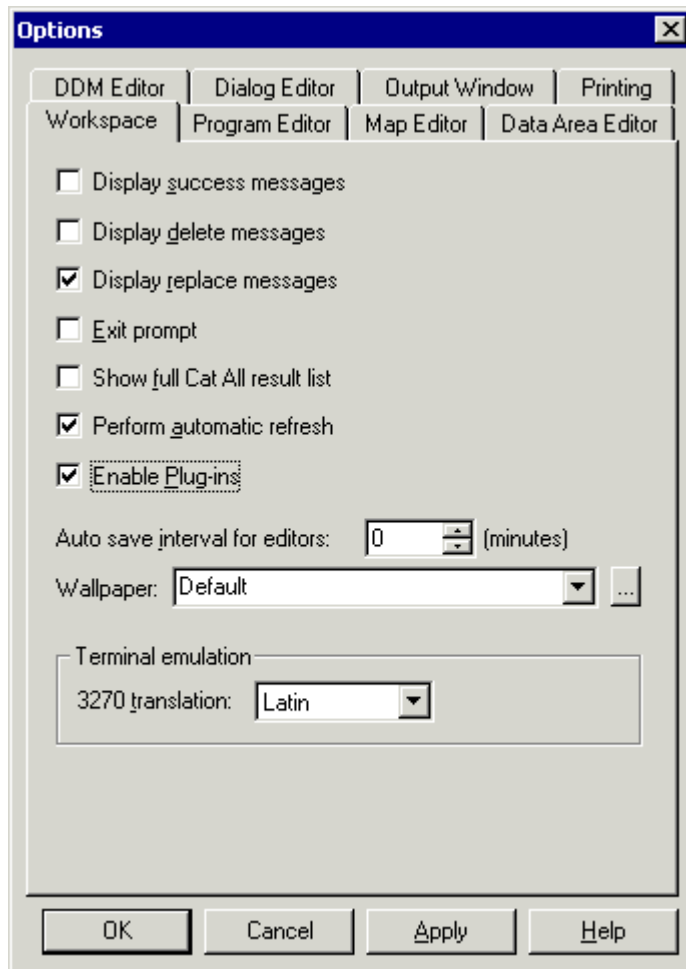 Options
DDM Editor Dialog Editor Output Window Printing
Workspace Program Editor Map Editor Data Area Editor
Display success messages
Display delete messages
Display replace messages
Exit prompt
Show full Cat All result list
Perform automatic refresh
Enable Plug-ins
Auto save interval for editors: 0 (minutes)
Wallpaper: Default ...
Terminal emulation
3270 translation: Latin
OK Cancel Apply Help